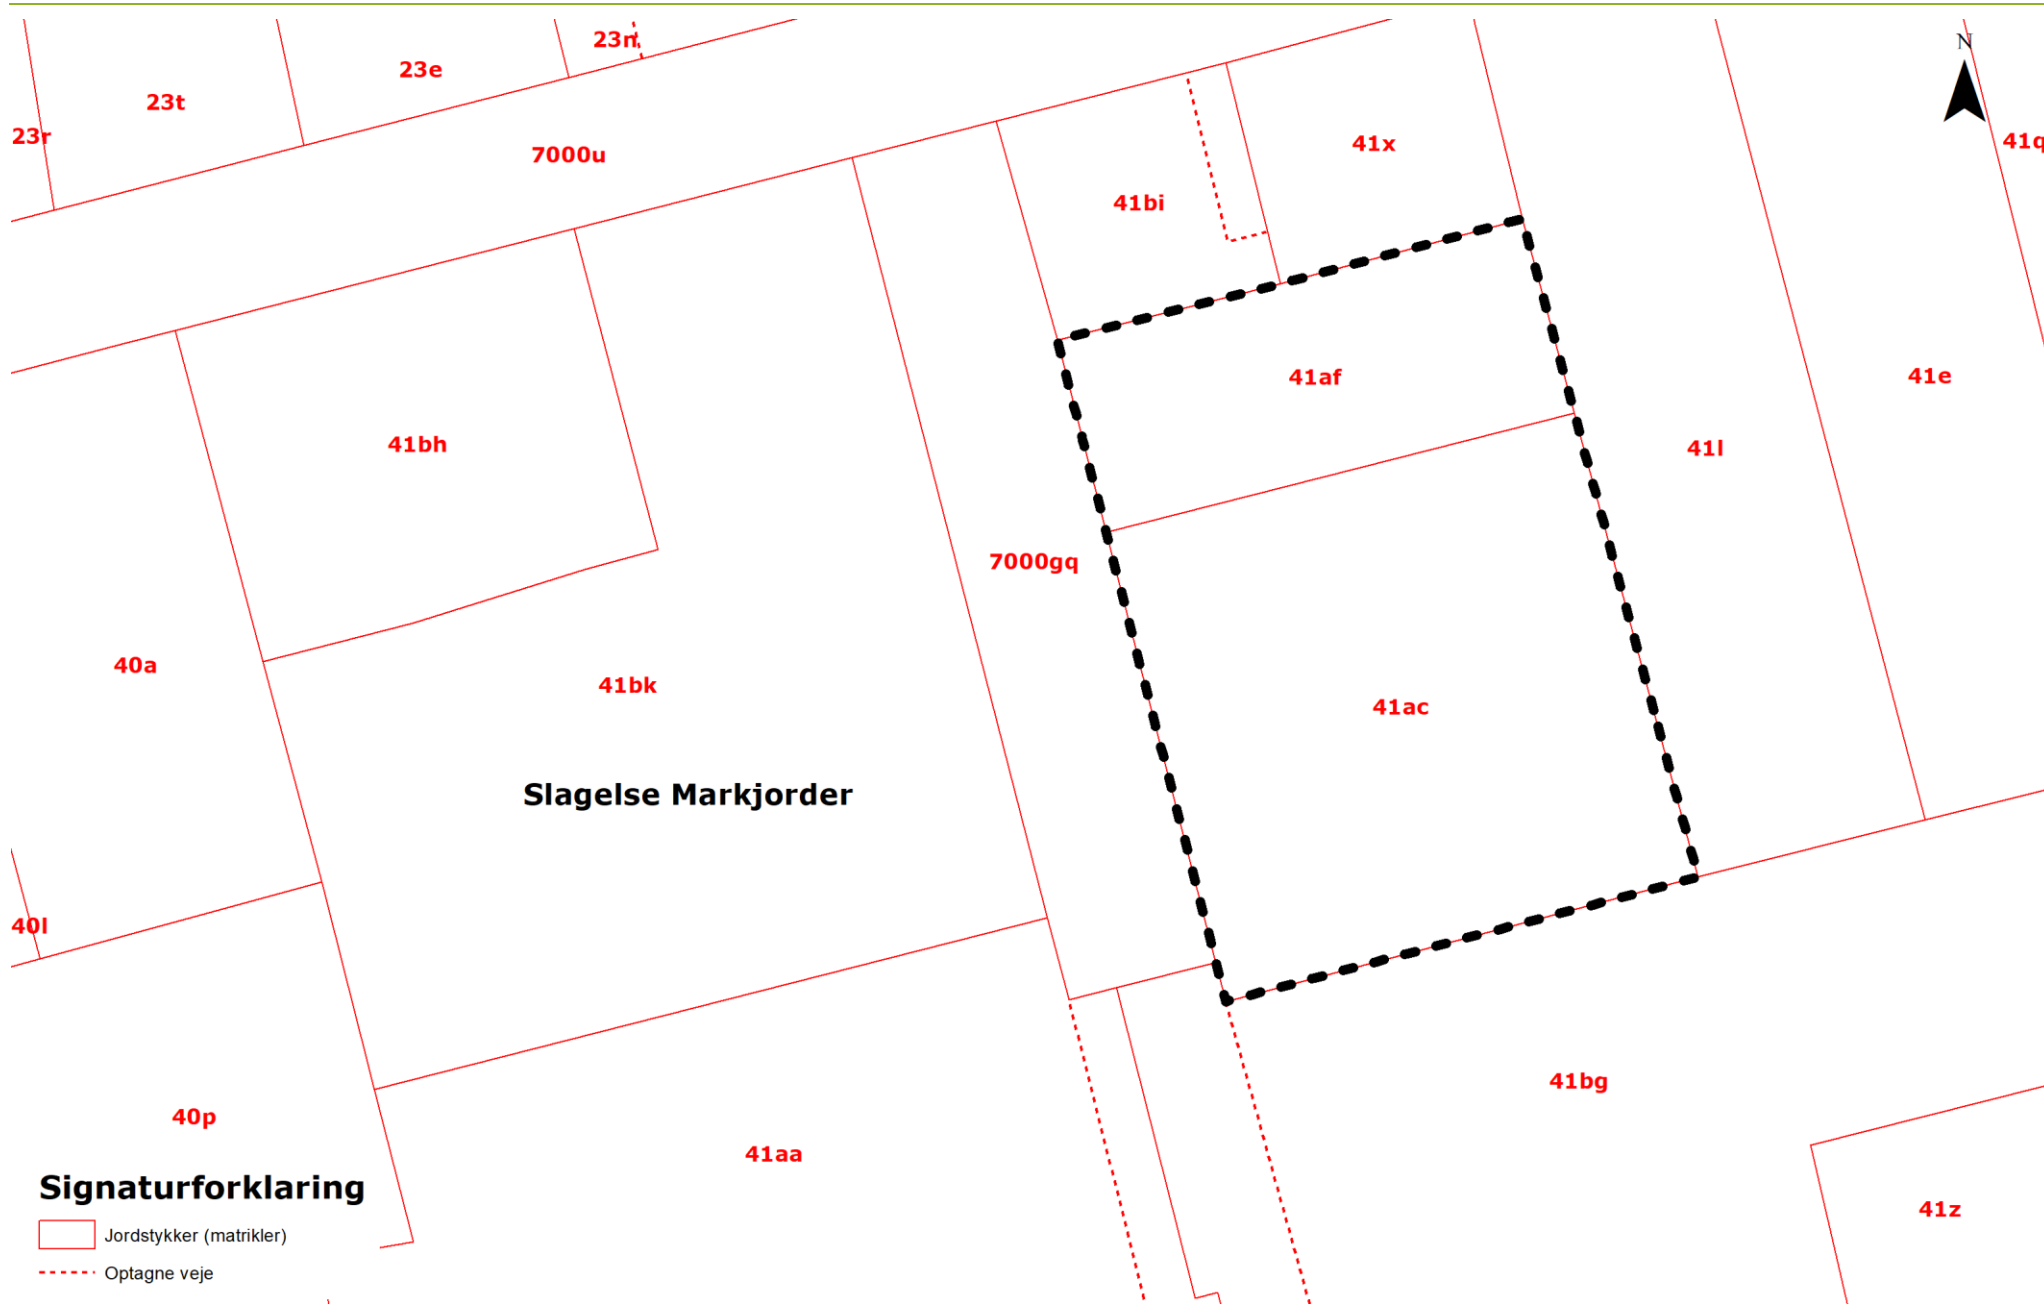 23n
N
23e
23t
23r
41x
41q
7000u
41bi
41af
41e
41bh
41l
7000gq
40a
41bk
41ac
Slagelse Markjorder
40l
41bg
40p
41aa
Signaturforklaring
41z
Jordstykker (matrikler)
Optagne veje